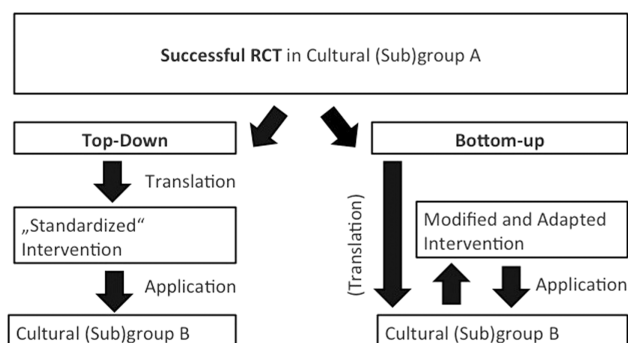 Successful RCT in Cultural (Sub)group A
Top-Down
Translation
„Standardized“
Intervention
Application
Cultural (Sub)group B
Bottom-up
(Translation)
Modified and Adapted
Intervention
Application
Cultural (Sub)group B